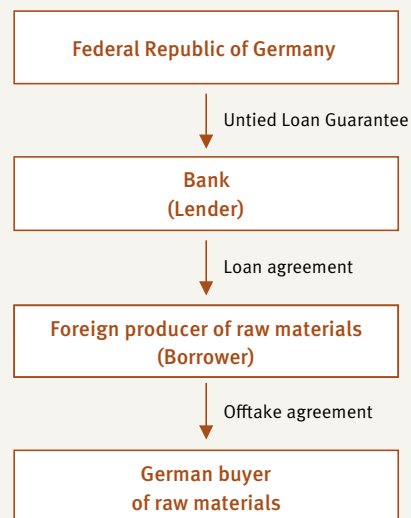 Federal Republic of Germany
Untied Loan Guarantee
Bank
(Lender)
Loan agreement
Foreign producer of raw materials
(Borrower)
Offtake agreement
German buyer
of raw materials